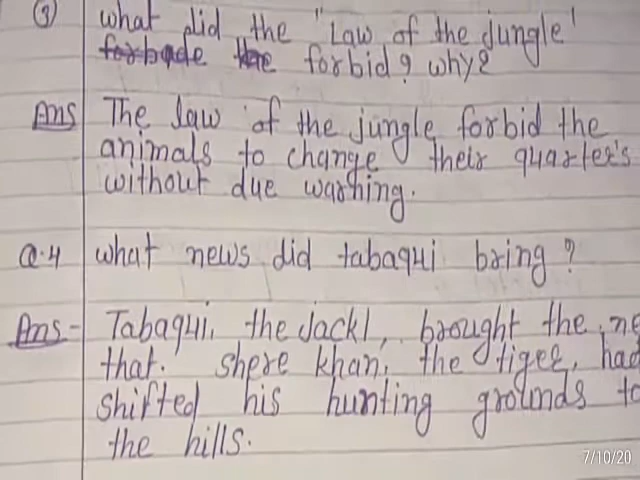 ③ what did the "Law of the jungle'
forbade the forbid? why?
Ans The law of the jungle forbid the
animals to change their quarter's
without due warning.
Q.4 what news did tabaqui bring?
Ans- Tabaqui, the Jackl, brought the
that. shere khan, the tiger, had
shifted his hunting grounds to
the hills.
7/10/20